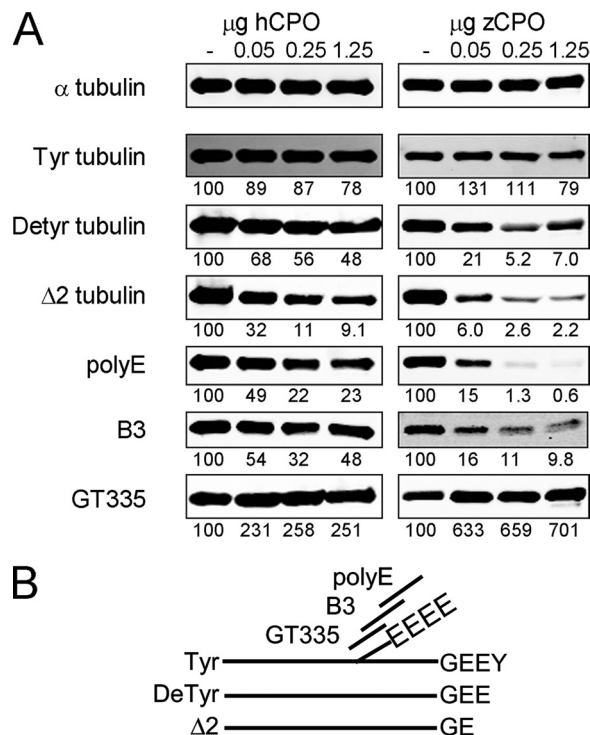 A
μg hCPO μg zCPO
- 0.05 0.25 1.25 - 0.05 0.25 1.25
α tubulin
Tyr tubulin
100 89 87 78 100 131 111 79
Detyr tubulin
100 68 56 48 100 21 5.2 7.0
Δ2 tubulin
100 32 11 9.1 100 6.0 2.6 2.2
polyE
100 49 22 23 100 15 1.3 0.6
B3
100 54 32 48 100 16 11 9.8
GT335
100 231 258 251 100 633 659 701
B
polyE
B3
GT335 EEEE
Tyr GEEY
DeTyr GEE
Δ2 GE